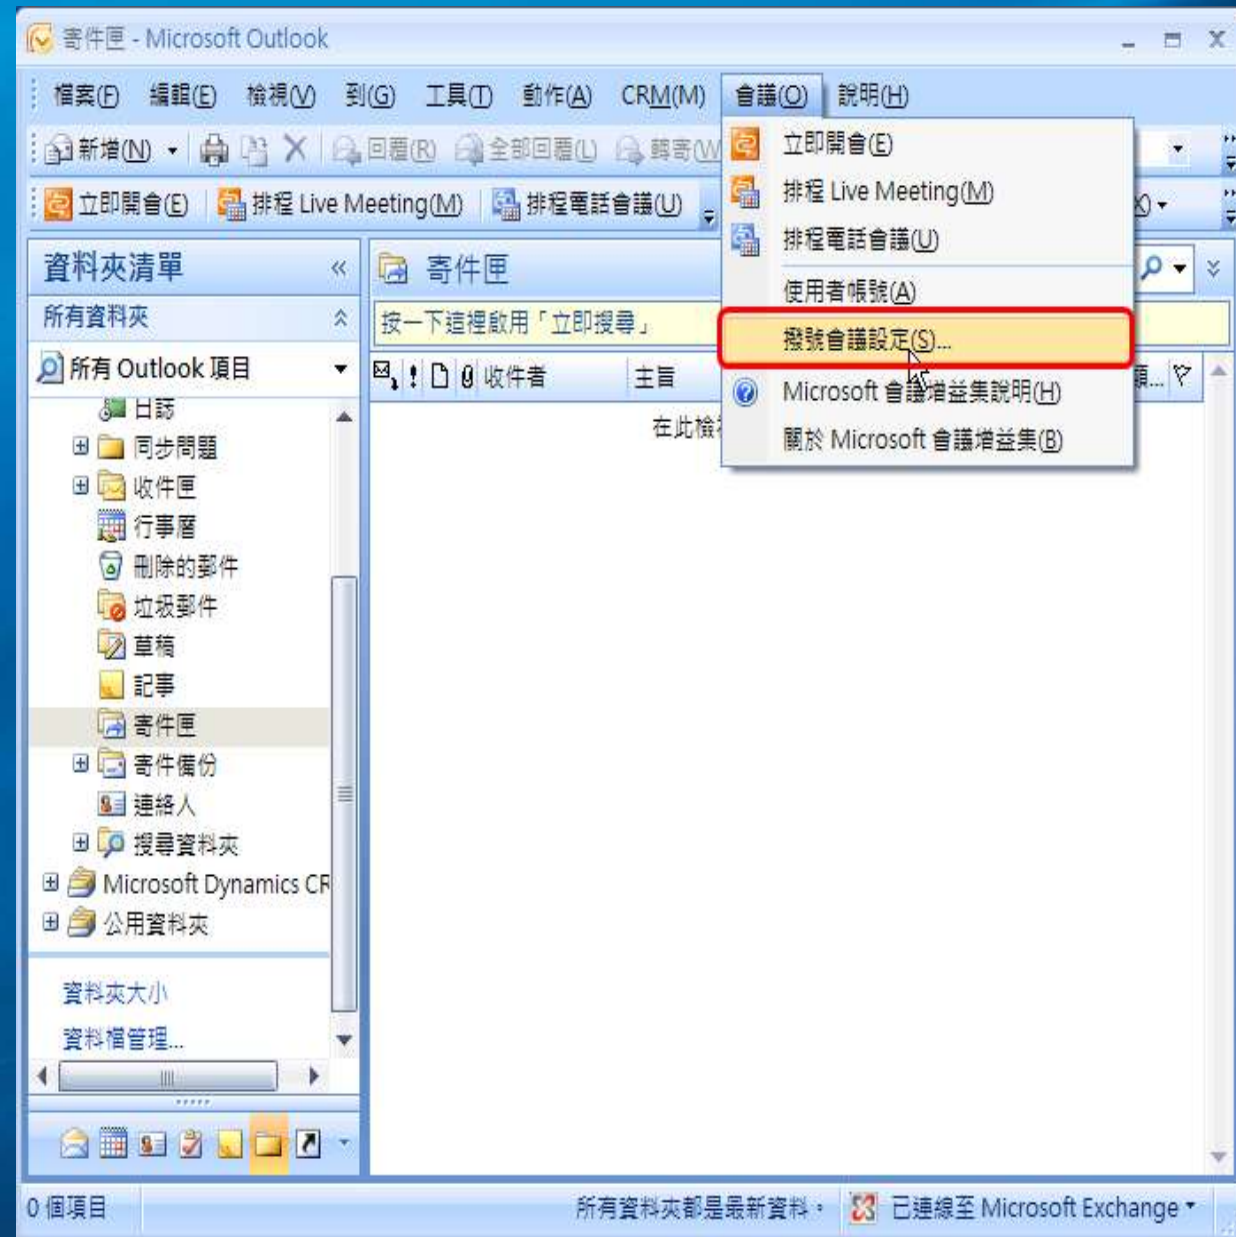 寄件匣 - Microsoft Outlook
檔案(F) 編輯(E) 檢視(V) 到(G) 工具(T) 動作(A) CRM(M) 會議(O) 說明(H)
新增(N) 回覆(R) 全部回覆(L) 轉寄(W
立即開會(E) 排程 Live Meeting(M) 排程電話會議(U)
立即開會(E)
排程 Live Meeting(M)
排程電話會議(U)
使用者帳號(A)
撥號會議設定(S)...
Microsoft 會議增益集說明(H)
關於 Microsoft 會議增益集(B)
資料夾清單
所有資料夾
所有 Outlook 項目
日誌
同步問題
收件匣
行事曆
刪除的郵件
垃圾郵件
草稿
記事
寄件匣
寄件備份
連絡人
搜尋資料夾
Microsoft Dynamics CR
公用資料夾
資料夾大小
資料檔管理...
寄件匣
按一下這裡啟用「立即搜尋」
收件者 主旨
在此檢
0 個項目
所有資料夾都是最新資料。 已連線至 Microsoft Exchange